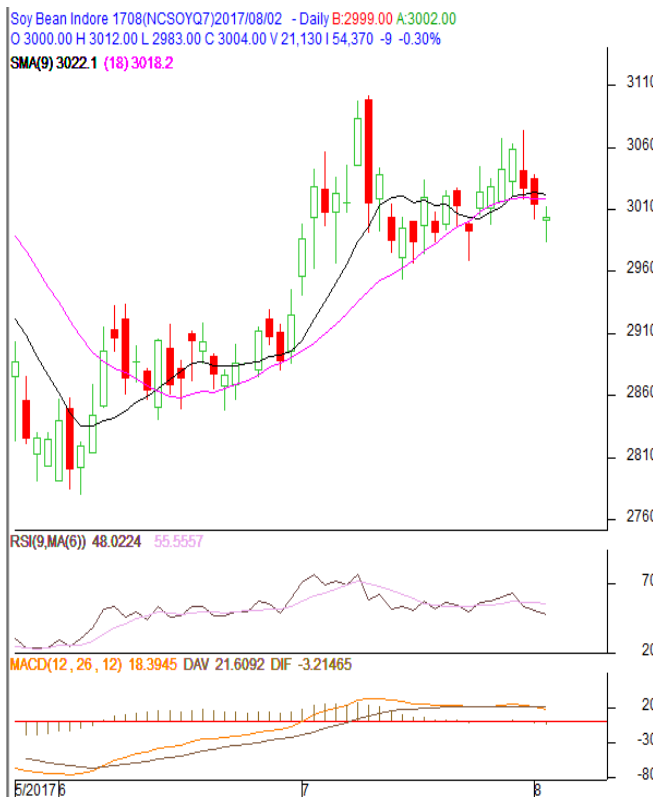 Soy Bean Indore 1708(NCSOYQ7)2017/08/02 - Daily B:2999.00 A:3002.00
O 3000.00 H 3012.00 L 2983.00 C 3004.00 V 21,130 I 54,370 -9 -0.30%
SMA(9) 3022.1 (18) 3018.2
3110
3060
3010
2960
2910
2860
2810
2760
RSI(9,MA(6)) 48.0224 55.5557
70
20
MACD(12 , 26 , 12) 18.3945 DAV 21.6092 DIF -3.21465
20
-30
-80
5/2017 6 7 8